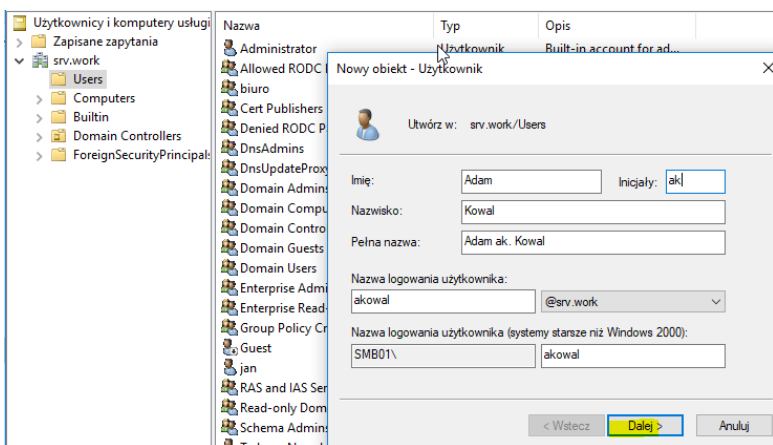 Użytkownicy i komputery usługi
Zapisane zapytania
srv.work
Users
Computers
Builtin
Domain Controllers
ForeignSecurityPrincipals
Nazwa Typ Opis
Administrator Użytkownik Built-in account for ad...
Allowed RODC
biuro
Cert Publishers
Denied RODC P
DnsAdmins
DnsUpdateProxy
Domain Admins
Domain Compu
Domain Contro
Domain Guests
Domain Users
Enterprise Admi
Enterprise Read-
Group Policy Cr
Guest
jan
RAS and IAS Ser
Read-only Dom
Schema Admins
Nowy obiekt - Użytkownik
Utwórz w: srv.work/Users
Imię: Adam Inicjały: ak
Nazwisko: Kowal
Pełna nazwa: Adam ak. Kowal
Nazwa logowania użytkownika:
akowal @srv.work
Nazwa logowania użytkownika (systemy starsze niż Windows 2000):
SMB01\ akowal
< Wstecz Dalej > Anuluj